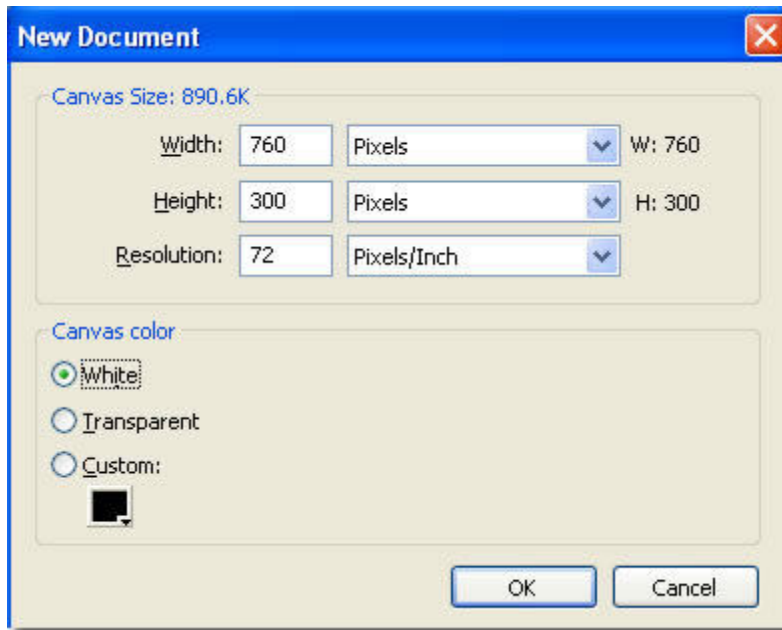 New Document
Canvas Size: 890.6K
Width: 760 Pixels W: 760
Height: 300 Pixels H: 300
Resolution: 72 Pixels/Inch
Canvas color
White
Transparent
Custom:
OK Cancel